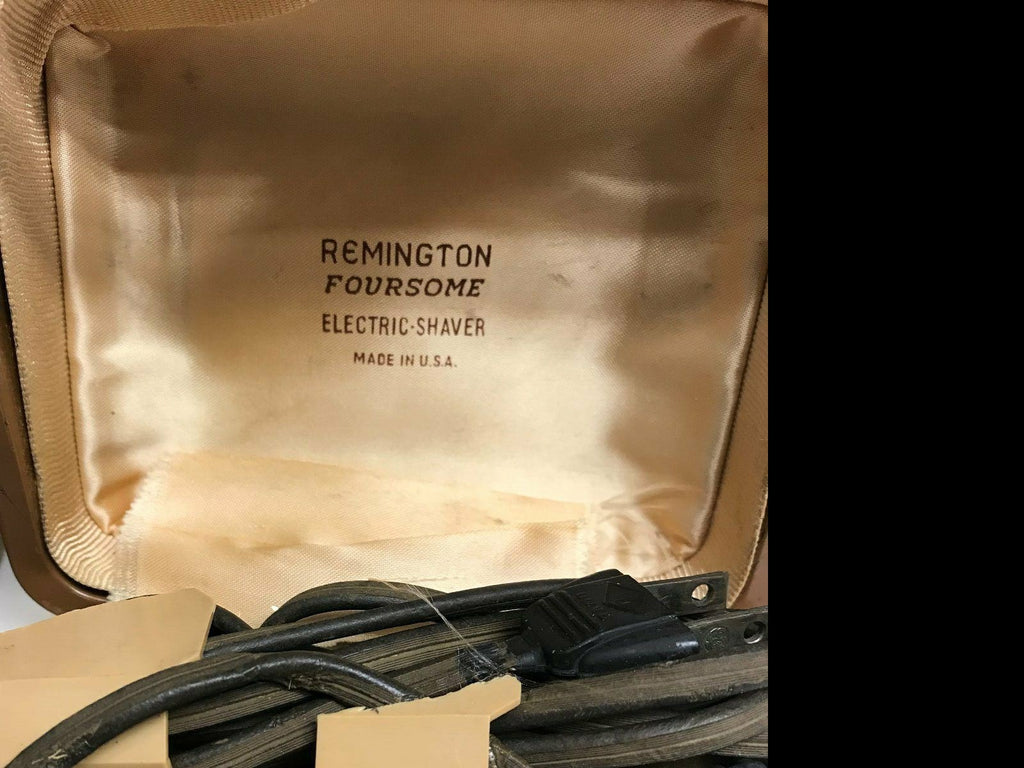 REMINGTON
FOURSOME
ELECTRIC-SHAVER
MADE IN U.S.A.